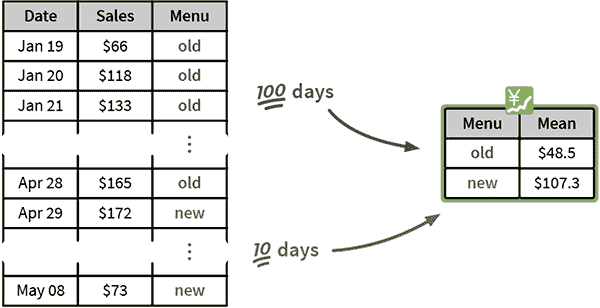 Date Sales Menu
Jan 19 $66 old
Jan 20 $118 old
Jan 21 $133 old
⋮
Apr 28 $165 old
Apr 29 $172 new
⋮
May 08 $73 new
100 days
10 days
¥
Menu Mean
old $48.5
new $107.3